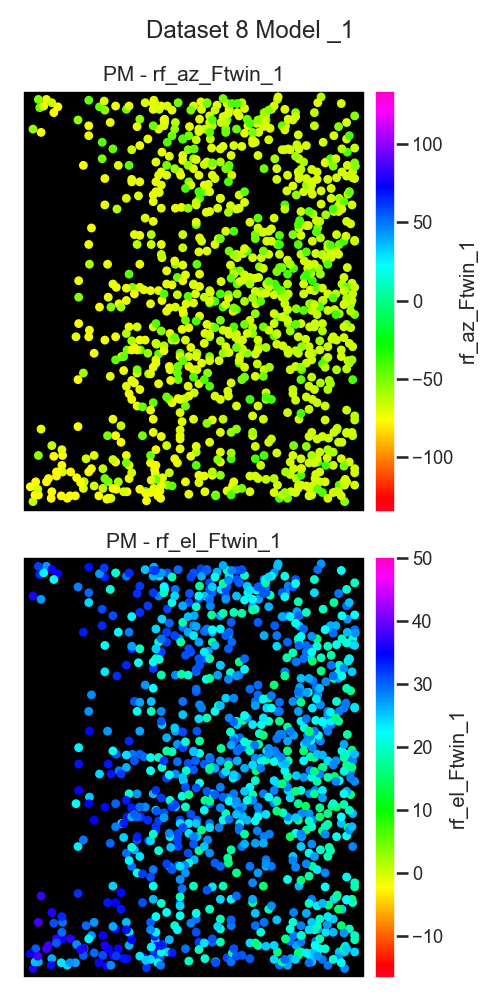 Dataset 8 Model _1
PM - rf_az_Ftwin_1
100
50
0
−50
−100
rf_az_Ftwin_1
PM - rf_el_Ftwin_1
50
40
30
20
10
0
−10
rf_el_Ftwin_1